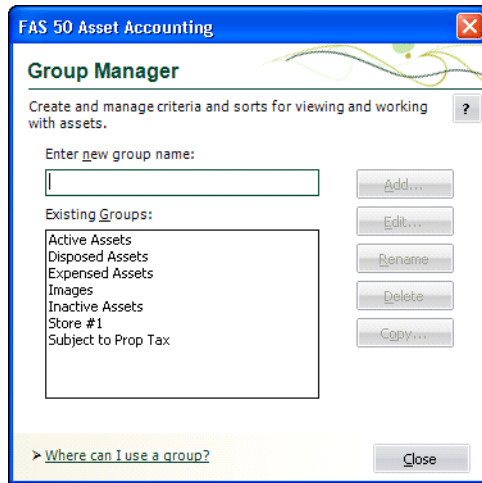 FAS 50 Asset Accounting
Group Manager
Create and manage criteria and sorts for viewing and working
with assets.
?
Enter new group name:
Add...
Existing Groups:
Edit...
Active Assets
Disposed Assets
Expensed Assets
Images
Inactive Assets
Store #1
Subject to Prop Tax
Rename
Delete
Copy...
Where can I use a group?
Close